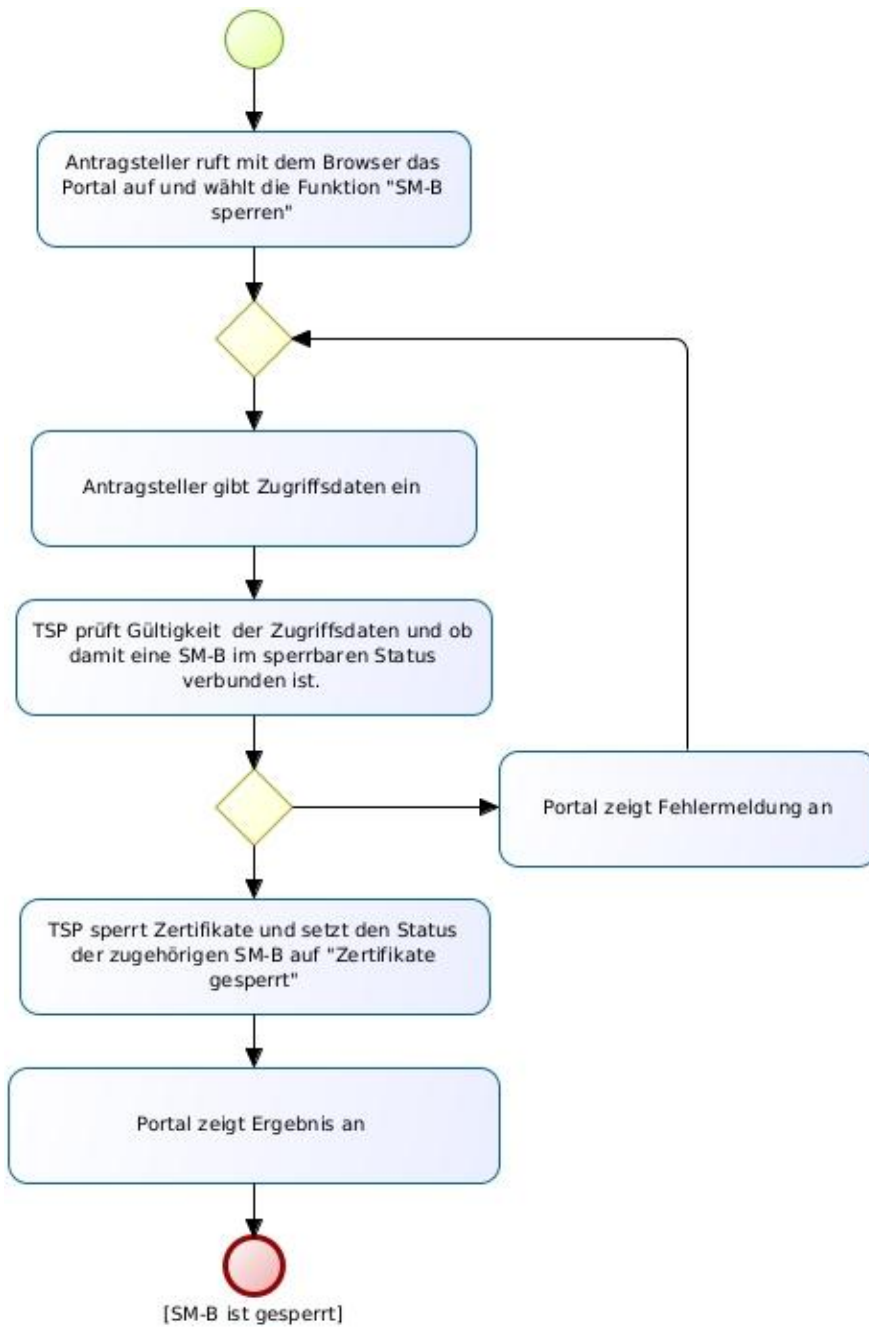 Antragsteller ruft mit dem Browser das
Portal auf und wählt die Funktion "SM-B
sperren"
Antragsteller gibt Zugriffsdaten ein
TSP prüft Gültigkeit der Zugriffsdaten und ob
damit eine SM-B im sperrbaren Status
verbunden ist.
Portal zeigt Fehlermeldung an
TSP sperrt Zertifikate und setzt den Status
der zugehörigen SM-B auf "Zertifikate
gesperrt"
Portal zeigt Ergebnis an
[SM-B ist gesperrt]